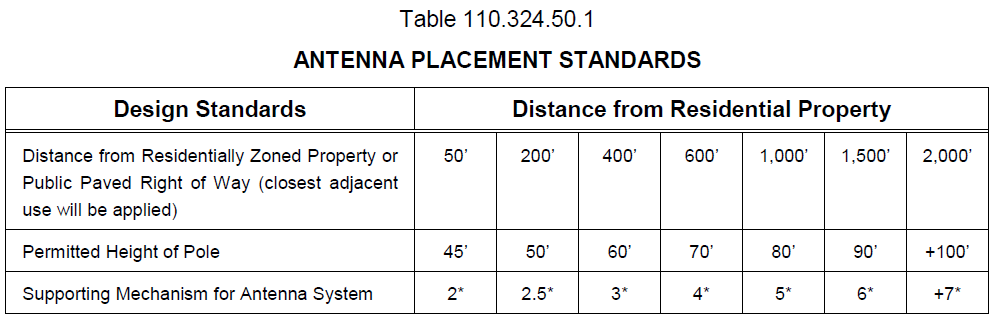 Table 110.324.50.1
ANTENNA PLACEMENT STANDARDS
Design Standards Distance from Residential Property
Distance from Residentially Zoned Property or
Public Paved Right of Way (closest adjacent
use will be applied)
50’ 200’ 400’ 600’ 1,000’ 1,500’ 2,000’
Permitted Height of Pole 45’ 50’ 60’ 70’ 80’ 90’ +100’
Supporting Mechanism for Antenna System 2* 2.5* 3* 4* 5* 6* +7*